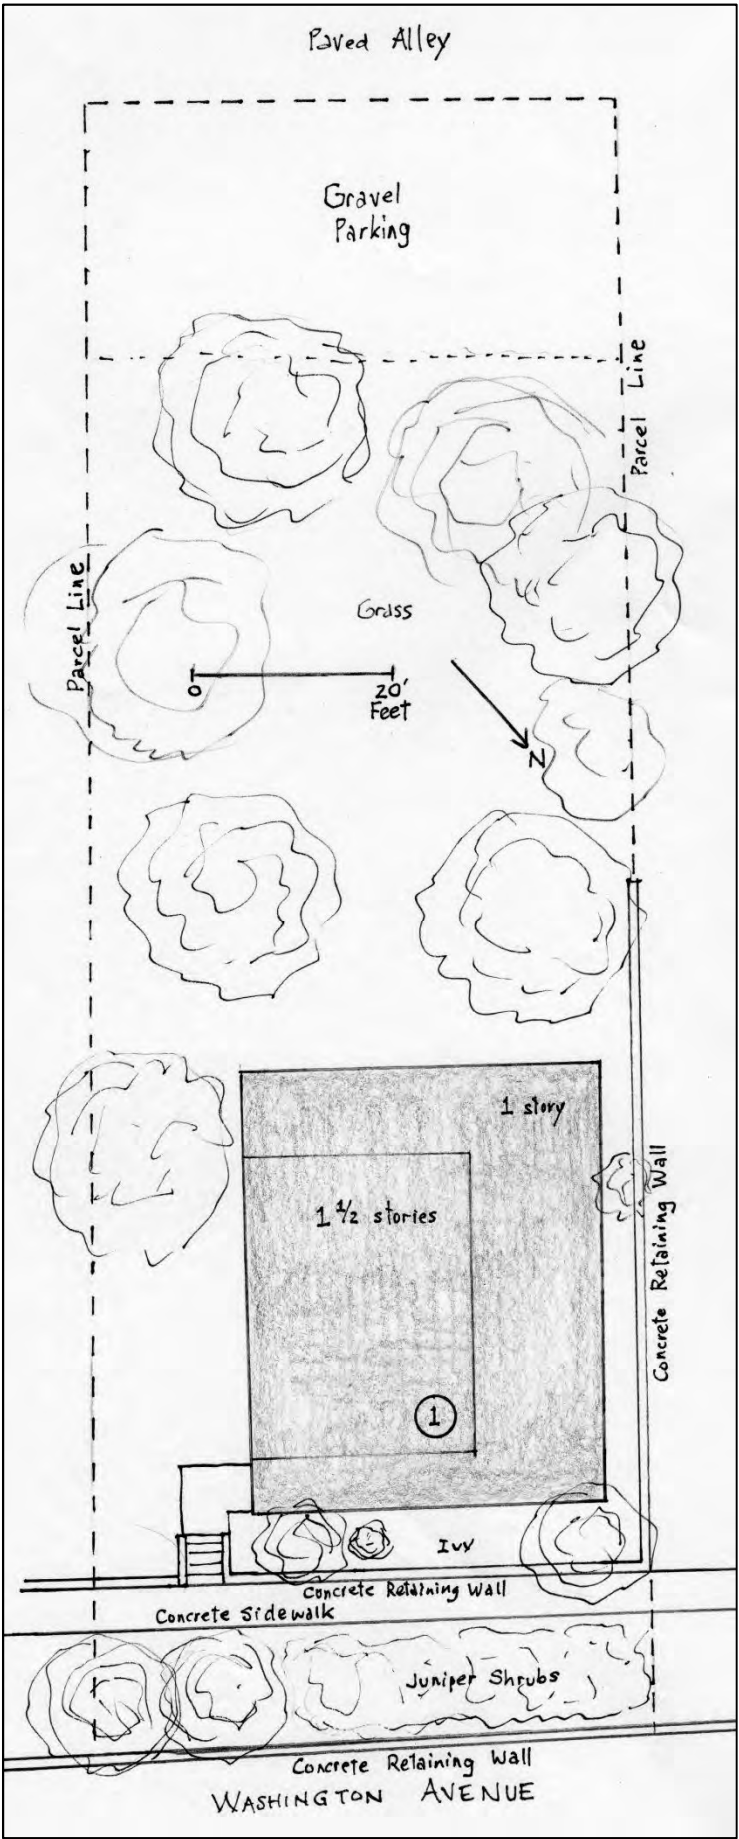 Paved Alley
Gravel
Parking
Parcel Line
Parcel Line
Grass
0
20'
Feet
N
1 story
1 1/2 stories
Concrete Retaining Wall
1
Ivy
Concrete Retaining Wall
Concrete Sidewalk
Juniper Shrubs
Concrete Retaining Wall
WASHINGTON AVENUE